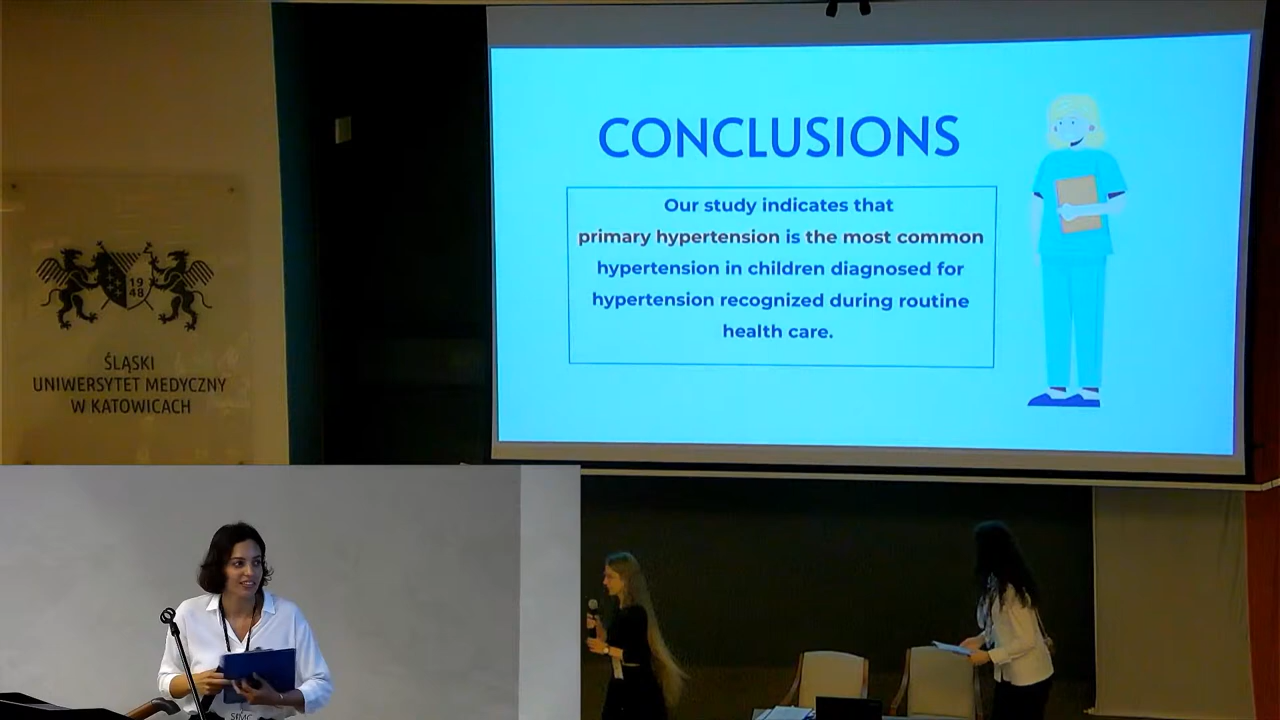 CONCLUSIONS
Our study indicates that
primary hypertension is the most common
hypertension in children diagnosed for
hypertension recognized during routine
health care.
19
48
ŚLĄSKI
UNIWERSYTET MEDYCZNY
W KATOWICACH
SIMC